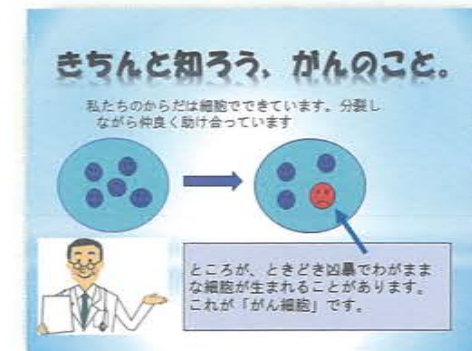 きちんと知ろう、がんのこと。
私たちのからだは細胞でできています。分裂し
ながら仲良く助け合っています
ところが、ときどき凶暴でわがまま
な細胞が生まれることがあります。
これが「がん細胞」です。